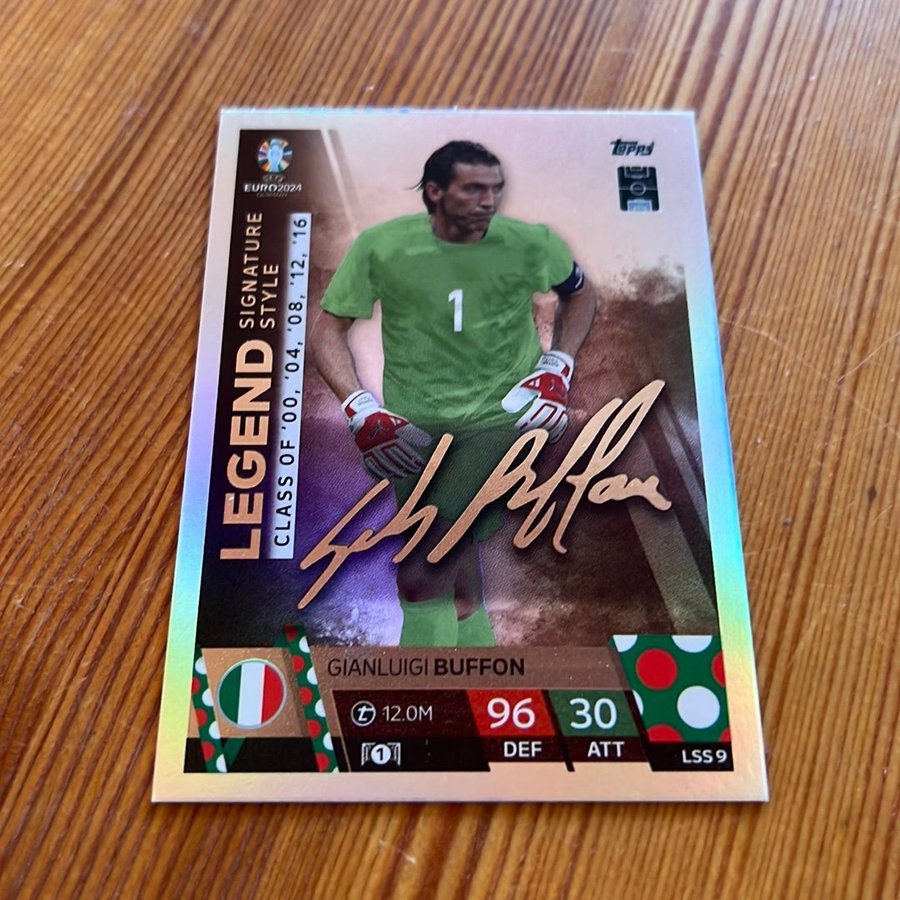 EURO2024
GERMANY
topps
LEGEND
SIGNATURE
STYLE
CLASS OF '00, '04, '08, '12, '16
1
GIANLUIGI BUFFON
t 12.0M
96
30
1
DEF
ATT
LSS 9